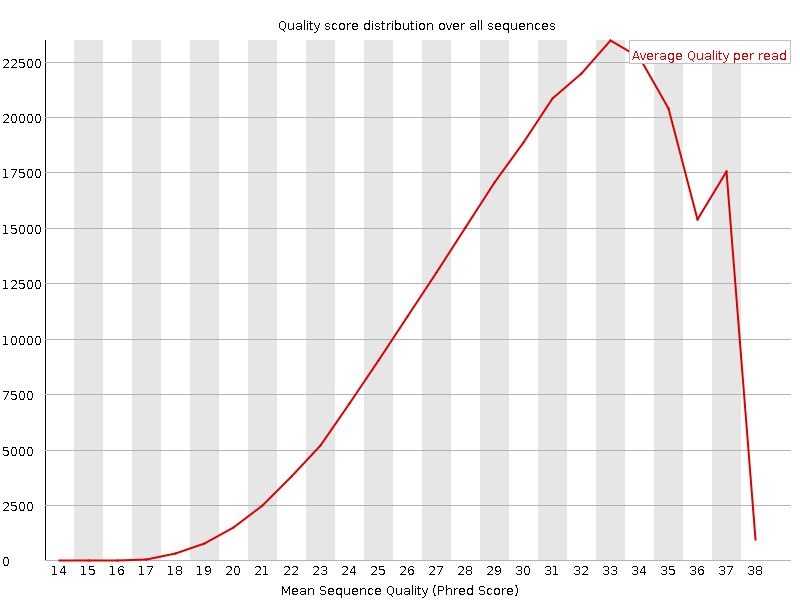 Quality score distribution over all sequences
Average Quality per read
22500
20000
17500
15000
12500
10000
7500
5000
2500
0
14 15 16 17 18 19 20 21 22 23 24 25 26 27 28 29 30 31 32 33 34 35 36 37 38
Mean Sequence Quality (Phred Score)